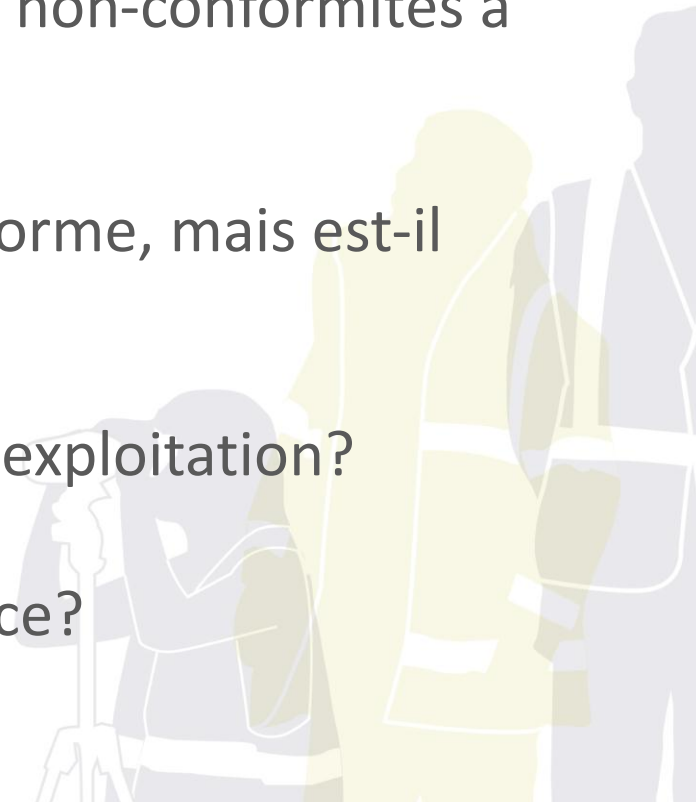 non-conformités à
orme, mais est-il
exploitation?
ce?